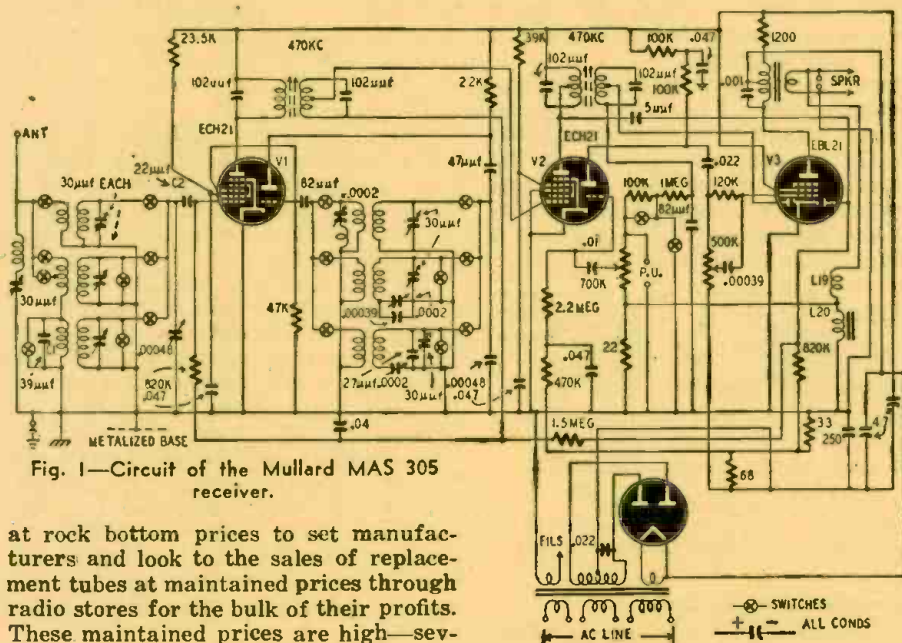 23.5K
470KC
39K
470KC
100K
.047
1200
102µµf
102µµf
2.2K
102µµf
102µµf
100K
.001
SPKR
5µµf
ANT
ECH21
ECH21
EBL21
22µµf
C2
V1
47µµf
V2
.022
V3
30µµf EACH
82µµf
.0002
100K
1MEG
120K
30µµf
82µµf
.01
700K
P.U.
500K
.00039
L19
30µµf
47K
.00039
.0002
2.2 MEG
L20
L1
.00048
.047
22
820K
39µµf
820K
.047
27µµf
.0002
30µµf
.00048
.047
470K
METALIZED BASE
.04
1.5 MEG
33
250
4.7
68
Fig. 1—Circuit of the Mullard MAS 305
receiver.
FILS
.022
AC LINE
SWITCHES
+ - ALL CONDS
at rock bottom prices to set manufac-
turers and look to the sales of replace-
ment tubes at maintained prices through
radio stores for the bulk of their profits.
These maintained prices are high—sev-